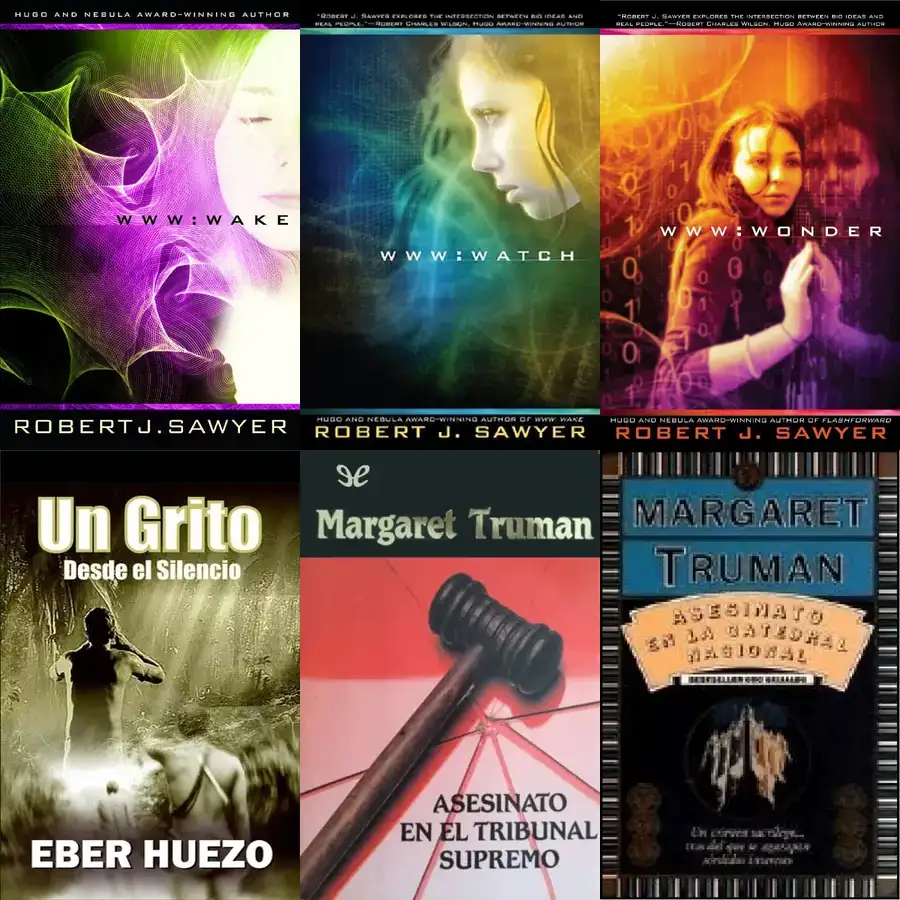 HUGO AND NEBULA AWARD-WINNING AUTHOR
WWW:WAKE
ROBERT J. SAWYER
"ROBERT J. SAWYER EXPLORES THE INTERSECTION BETWEEN BIG IDEAS AND
REAL PEOPLE."—ROBERT CHARLES WILSON, HUGO AWARD-WINNING AUTHOR
WWW:WATCH
HUGO AND NEBULA AWARD-WINNING AUTHOR OF WWW: WAKE
ROBERT J. SAWYER
"ROBERT J. SAWYER EXPLORES THE INTERSECTION BETWEEN BIG IDEAS AND
REAL PEOPLE."—ROBERT CHARLES WILSON, HUGO AWARD-WINNING AUTHOR
WWW:WONDER
HUGO AND NEBULA AWARD-WINNING AUTHOR OF FLASHFORWARD
ROBERT J. SAWYER
Un Grito
Desde el Silencio
EBER HUEZO
Margaret Truman
ASESINATO
EN EL TRIBUNAL
SUPREMO
MARGARET
TRUMAN
ASESINATO
EN LA CATEDRAL
NACIONAL
Un crimen sacrílego...